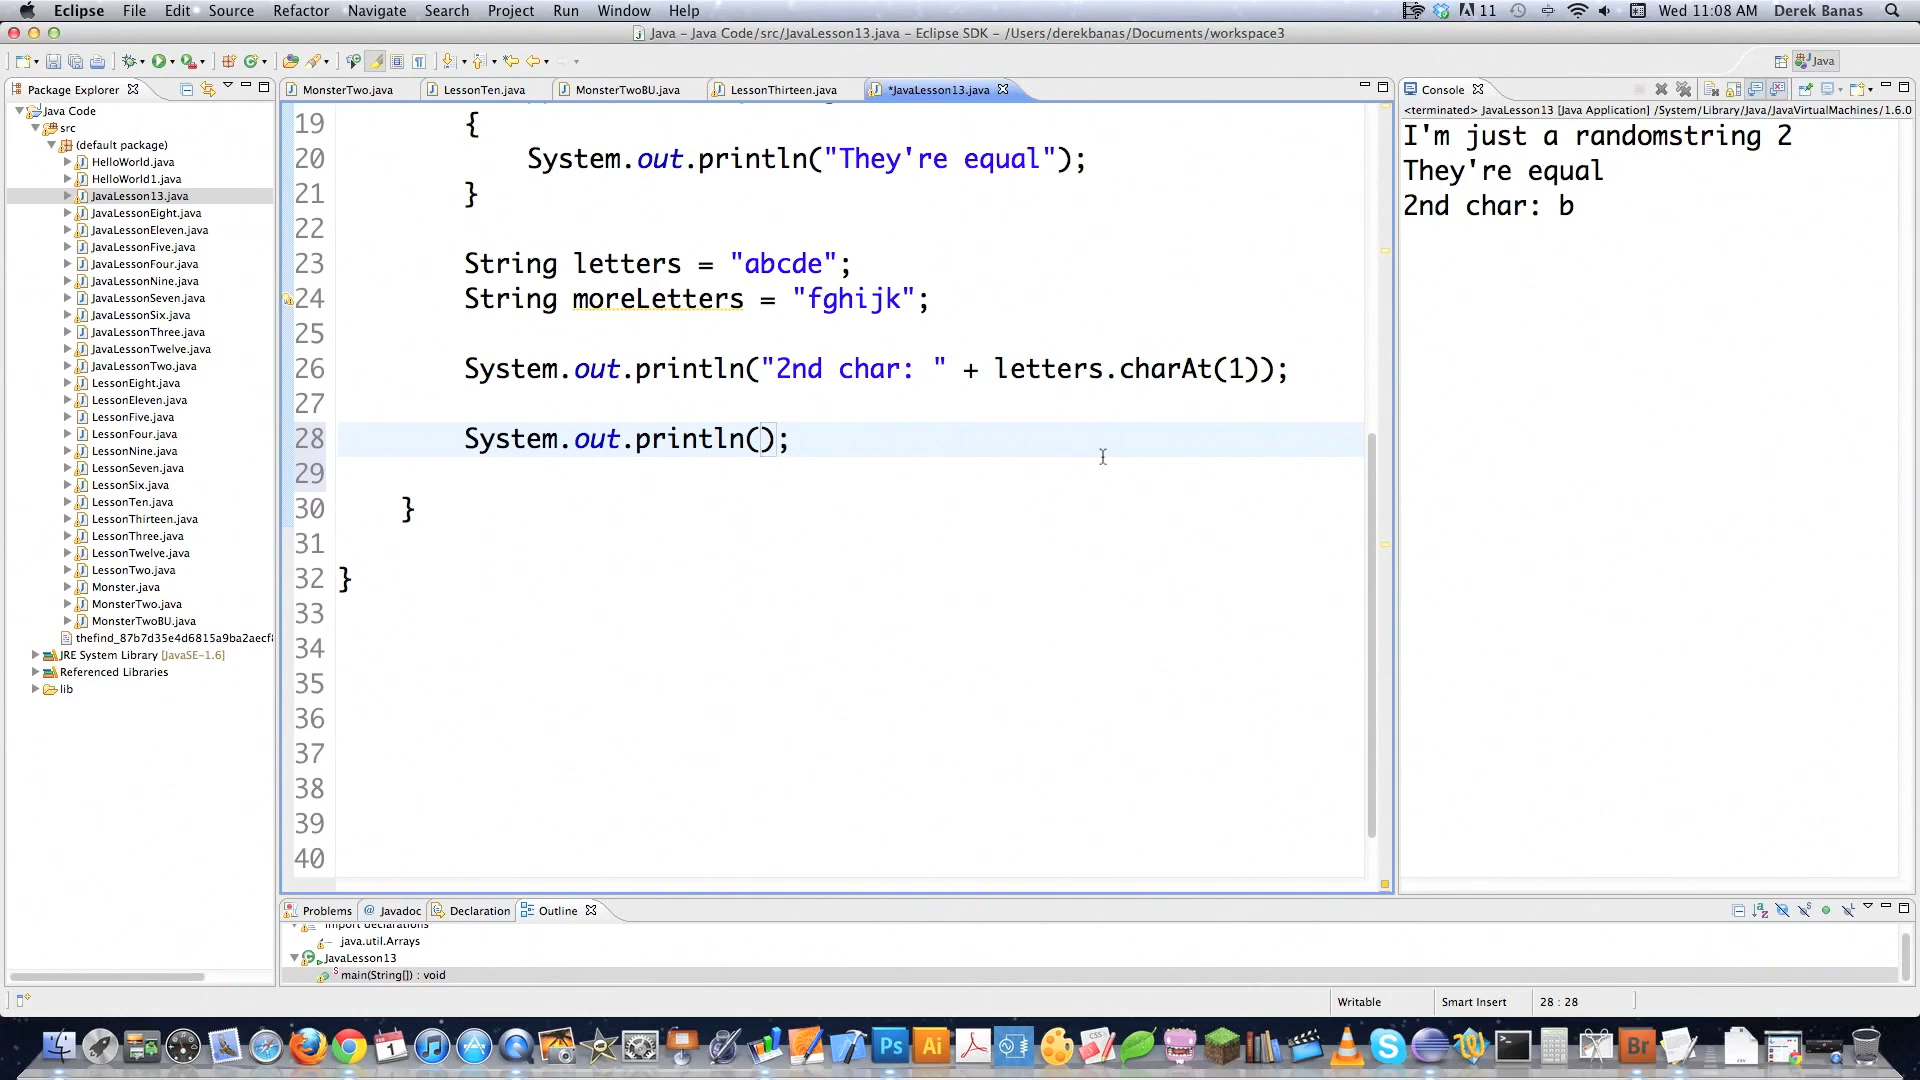 Eclipse File Edit Source Refactor Navigate Search Project Run Window Help
11 Wed 11:08 AM Derek Banas
Java - Java Code/src/JavaLesson13.java - Eclipse SDK - /Users/derekbanas/Documents/workspace3
Java
Package Explorer
Java Code
src
(default package)
HelloWorld.java
HelloWorld1.java
JavaLesson13.java
JavaLessonEight.java
JavaLessonEleven.java
JavaLessonFive.java
JavaLessonFour.java
JavaLessonNine.java
JavaLessonSeven.java
JavaLessonSix.java
JavaLessonThree.java
JavaLessonTwelve.java
JavaLessonTwo.java
LessonEight.java
LessonEleven.java
LessonFive.java
LessonFour.java
LessonNine.java
LessonSeven.java
LessonSix.java
LessonTen.java
LessonThirteen.java
LessonThree.java
LessonTwelve.java
LessonTwo.java
Monster.java
MonsterTwo.java
MonsterTwoBU.java
thefind_87b7d35e4d6815a9ba2aecf8
JRE System Library [JavaSE-1.6]
Referenced Libraries
lib
MonsterTwo.java LessonTen.java MonsterTwoBU.java LessonThirteen.java *JavaLesson13.java
19 {
20 System.out.println("They're equal");
21 }
22
23 String letters = "abcde";
24 String moreLetters = "fghijk";
25
26 System.out.println("2nd char: " + letters.charAt(1));
27
28 System.out.println();
29
30 }
31
32 }
33
34
35
36
37
38
39
40
Console
<terminated> JavaLesson13 [Java Application] /System/Library/Java/JavaVirtualMachines/1.6.0
I'm just a randomstring 2
They're equal
2nd char: b
Problems @ Javadoc Declaration Outline
import declarations
java.util.Arrays
JavaLesson13
main(String[]) : void
Writable Smart Insert 28 : 28
Ps Ai Br